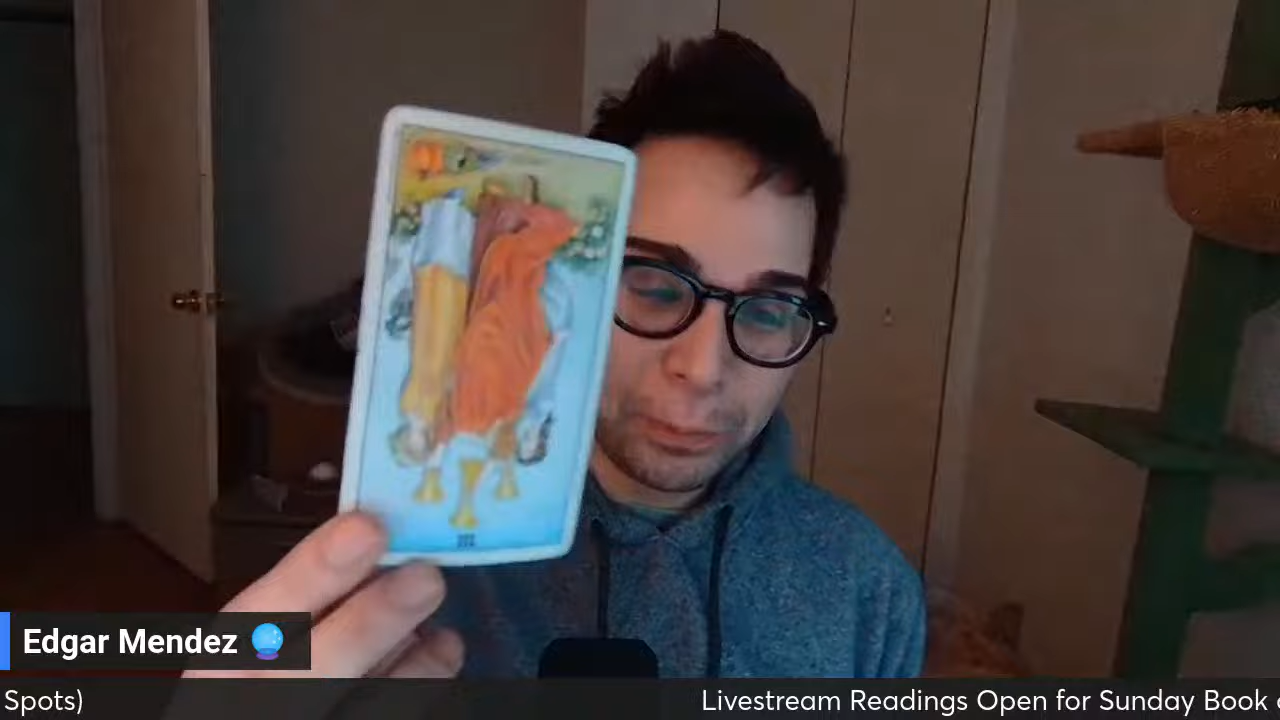 III
Edgar Mendez 🔮
Spots) Livestream Readings Open for Sunday Book